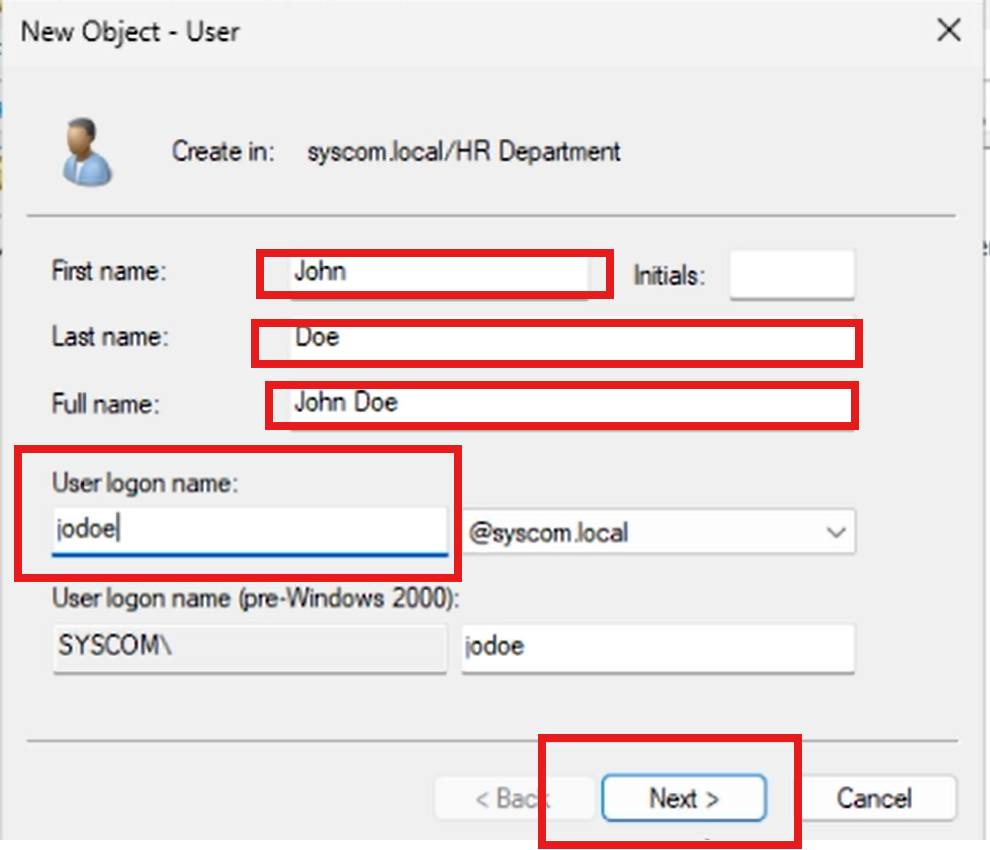 New Object - User
Create in: syscom.local/HR Department
First name: John Initials:
Last name: Doe
Full name: John Doe
User logon name:
jodoe @syscom.local
User logon name (pre-Windows 2000):
SYSCOM\ jodoe
< Back Next > Cancel